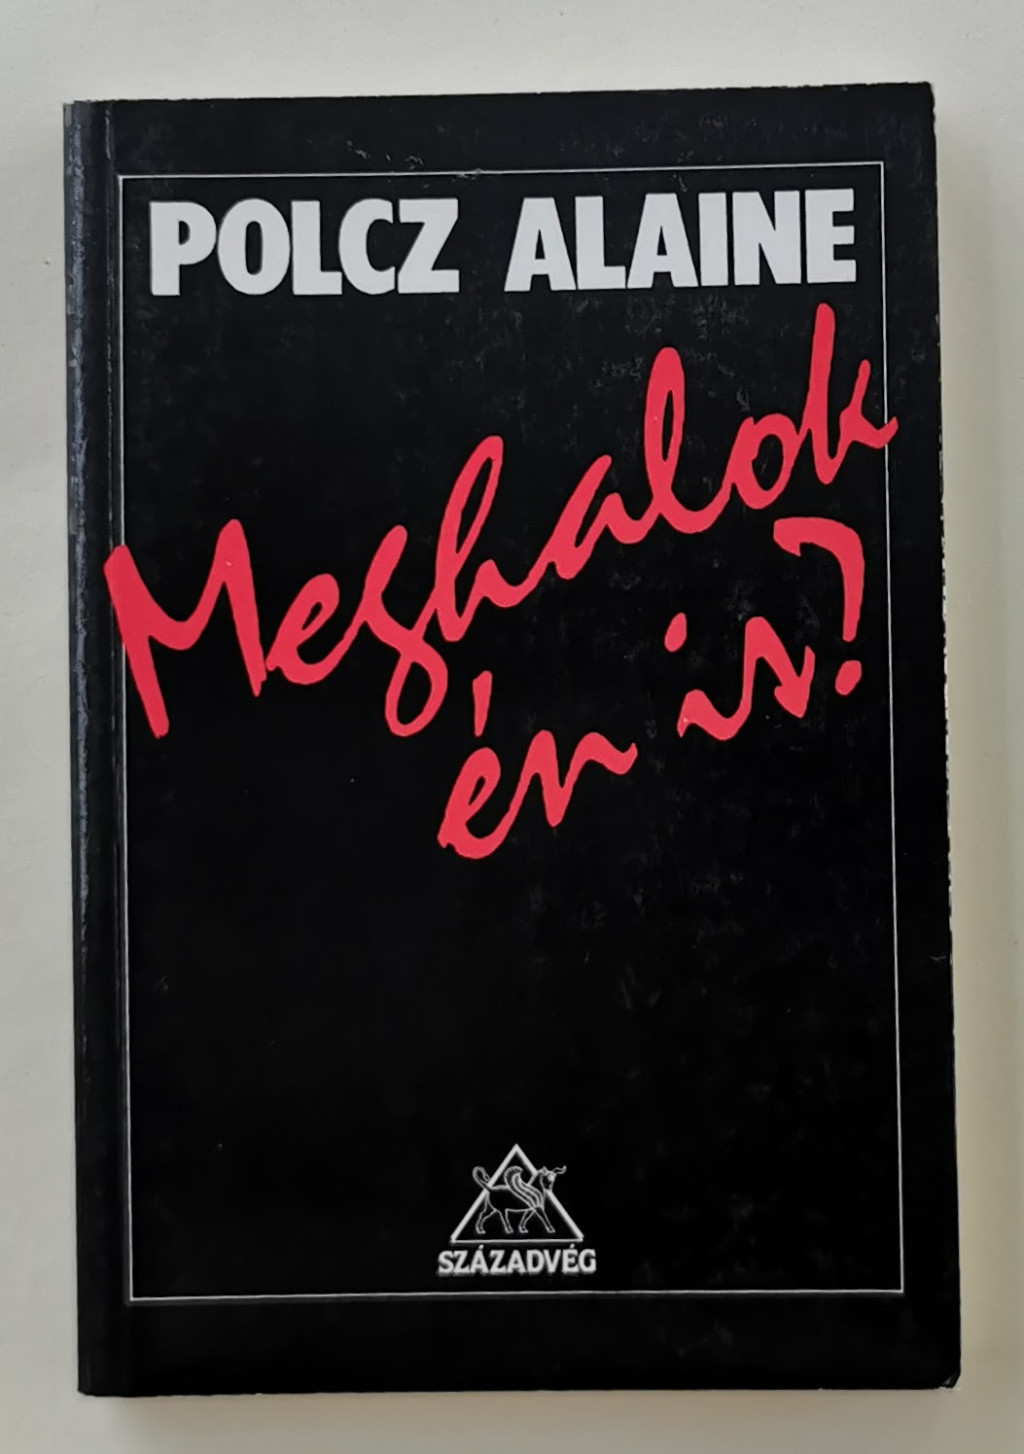 POLCZ ALAINE
Meghalok
én is?
SZÁZADVÉG